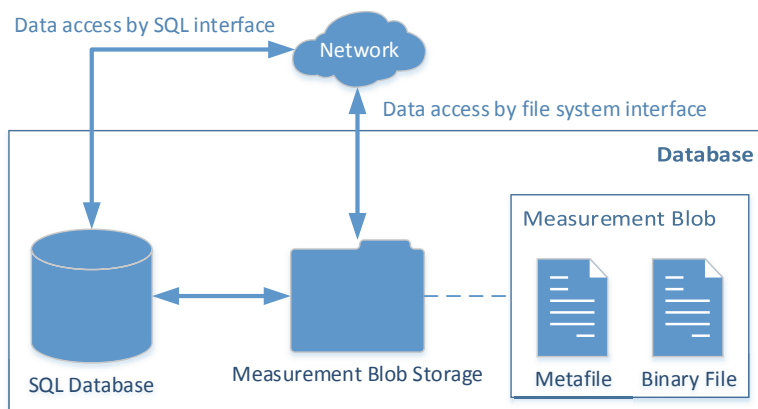 Data access by SQL interface
Network
Data access by file system interface
Database
Measurement Blob
SQL Database
Measurement Blob Storage
Metafile
Binary File